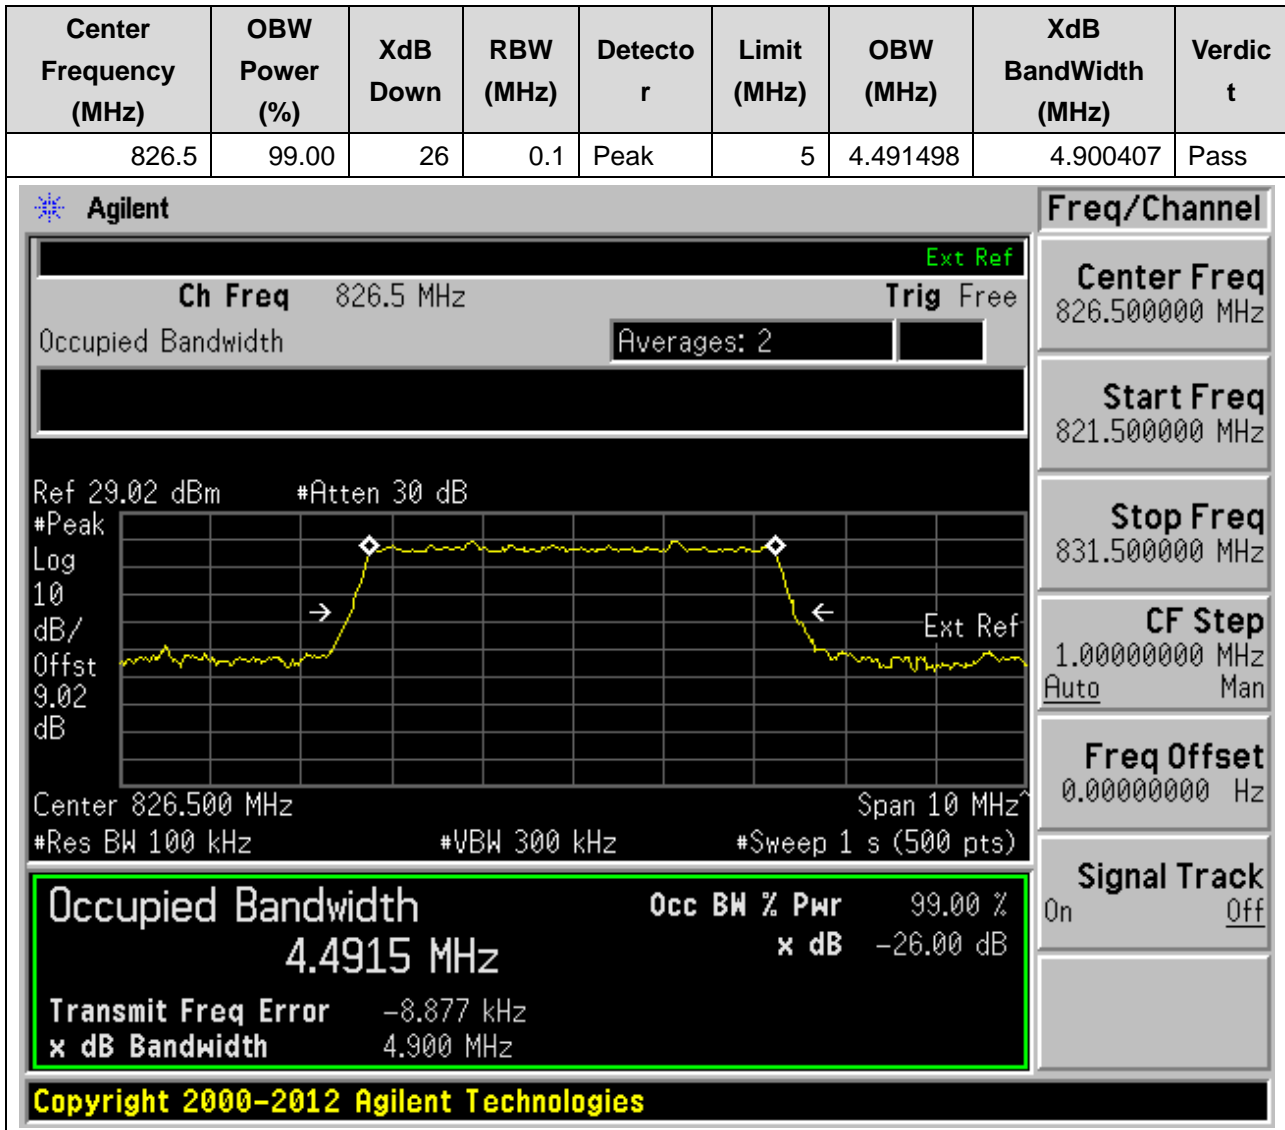 Center Frequency (MHz) OBW Power (%) XdB Down RBW (MHz) Detecto r Limit (MHz) OBW (MHz) XdB BandWidth (MHz) Verdic t
826.5 99.00 26 0.1 Peak 5 4.491498 4.900407 Pass
Agilent
Freq/Channel
Ext Ref
Ch Freq 826.5 MHz Trig Free
Occupied Bandwidth Averages: 2
Ref 29.02 dBm #Atten 30 dB
#Peak
Log
10
dB/
Offst
9.02
dB
Ext Ref
Center 826.500 MHz Span 10 MHz^
#Res BW 100 kHz #VBW 300 kHz #Sweep 1 s (500 pts)
Occupied Bandwidth
4.4915 MHz
Occ BW % Pwr 99.00 %
x dB -26.00 dB
Transmit Freq Error -8.877 kHz
x dB Bandwidth 4.900 MHz
Center Freq
826.500000 MHz
Start Freq
821.500000 MHz
Stop Freq
831.500000 MHz
CF Step
1.00000000 MHz
Auto Man
Freq Offset
0.00000000 Hz
Signal Track
On Off
Copyright 2000-2012 Agilent Technologies